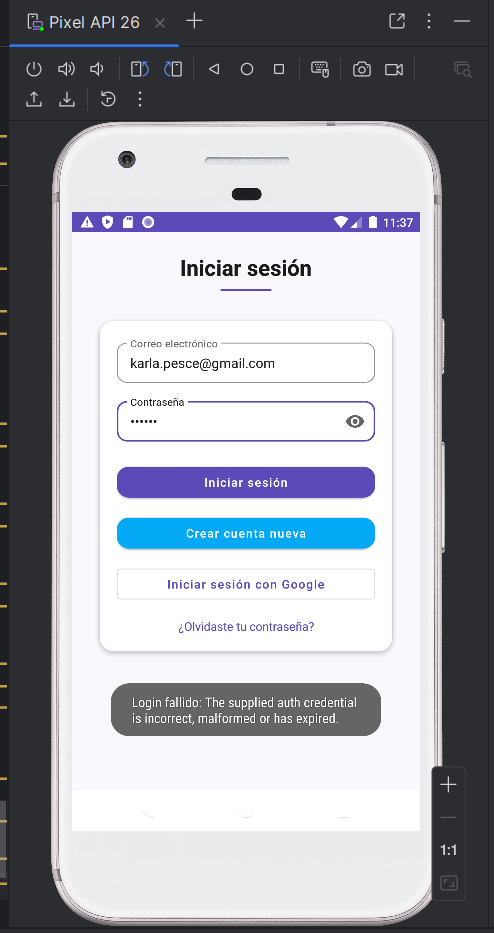 Pixel API 26
11:37
Iniciar sesión
Correo electrónico
karla.pesce@gmail.com
Contraseña
••••••
Iniciar sesión
Crear cuenta nueva
Iniciar sesión con Google
¿Olvidaste tu contraseña?
Login fallido: The supplied auth credential
is incorrect, malformed or has expired.
1:1